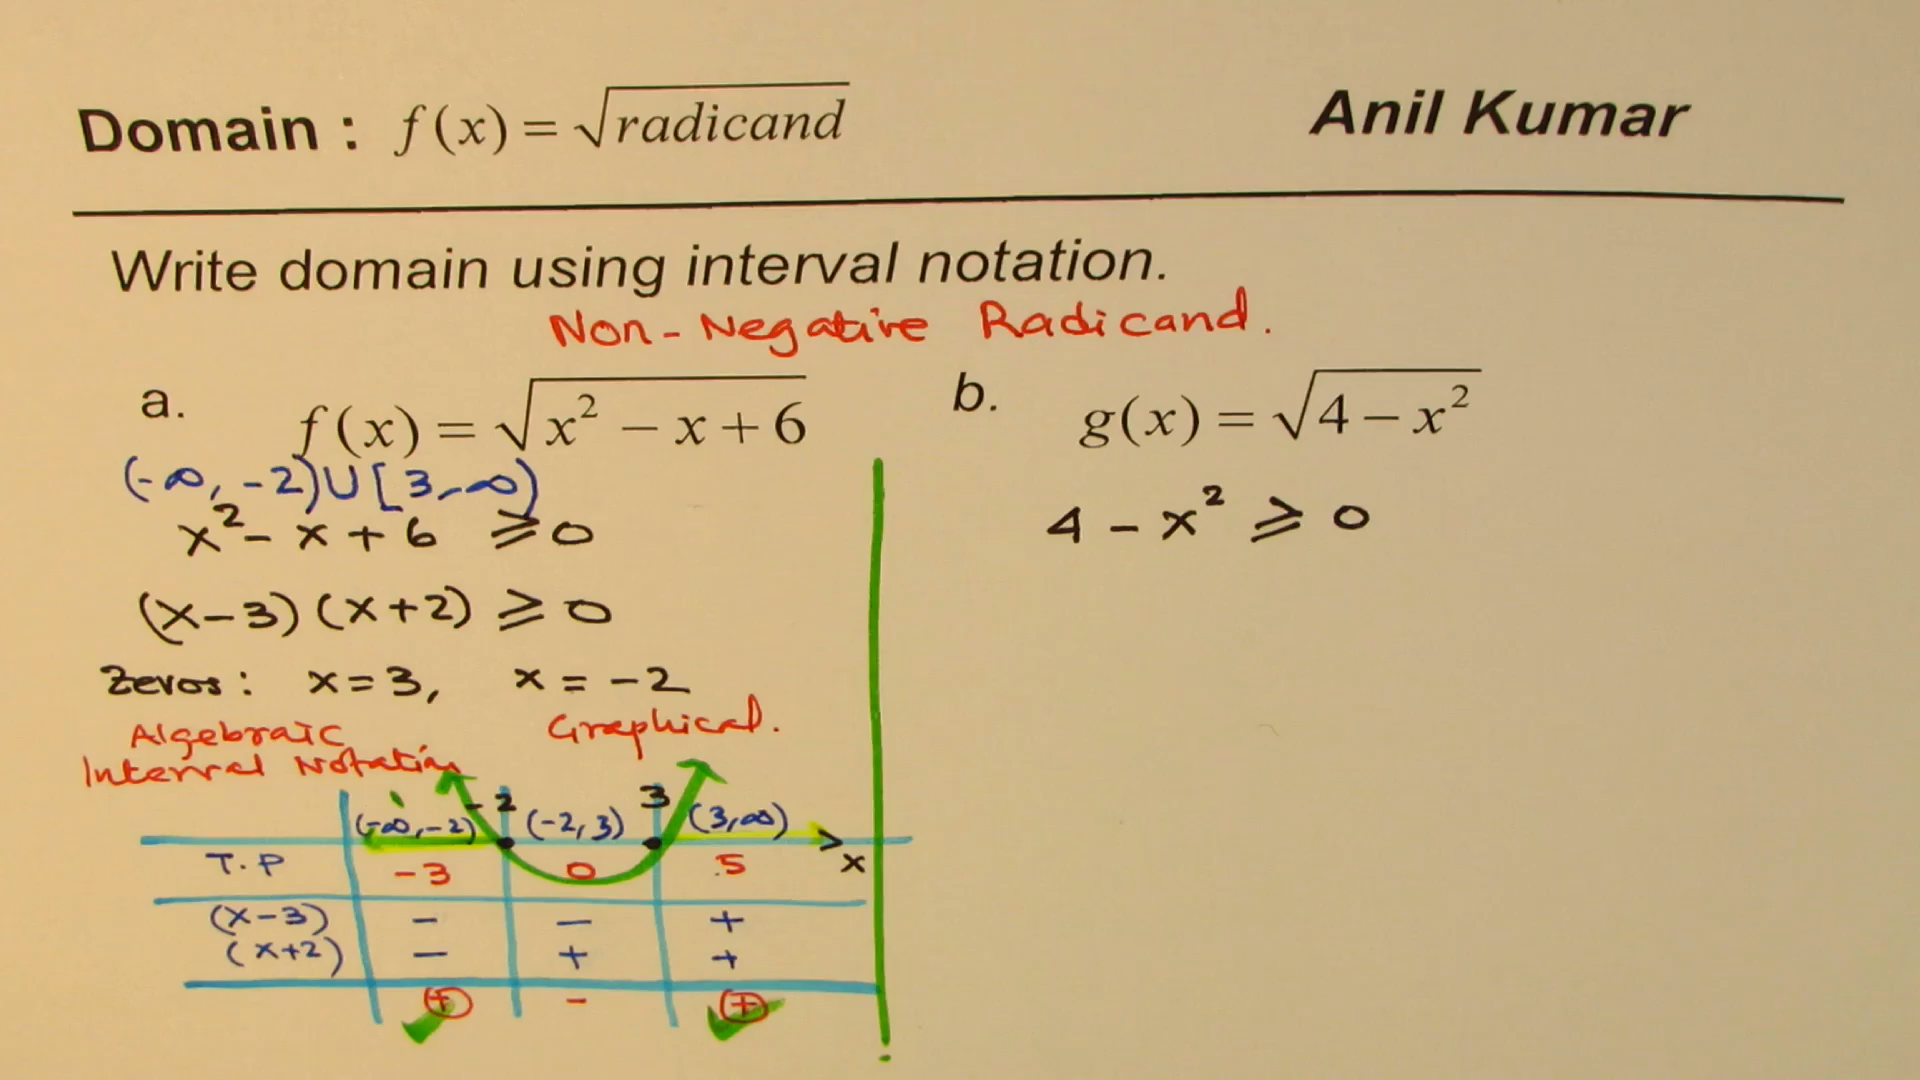 Domain : f(x) = √radicand
Anil Kumar
Write domain using interval notation.
Non-Negative Radicand.
a. f(x) = √x² − x + 6
(-∞, -2) U [3, ∞)
x² - x + 6 ≥ 0
(x-3) (x+2) ≥ 0
Zeros: x = 3, x = -2
Algebraic
Interval Notation
Graphical.
-2 3
(-∞, -2) (-2, 3) (3, ∞)
x
T.P -3 0 5
(x-3) - - +
(x+2) - + +
+ - +
b. g(x) = √4 − x²
4 - x² ≥ 0